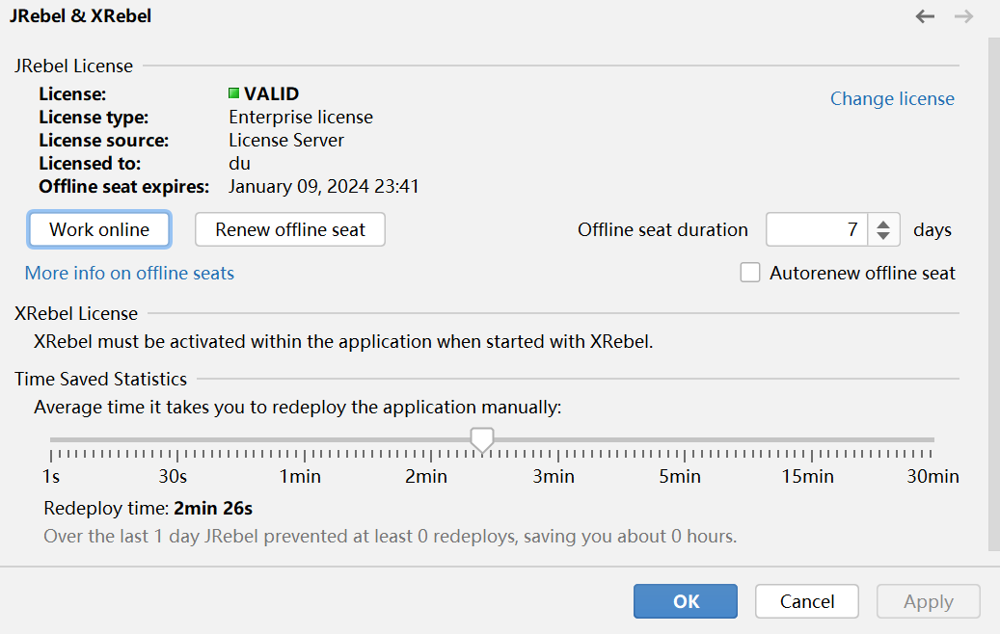 JRebel & XRebel
JRebel License
License: VALID
Change license
License type: Enterprise license
License source: License Server
Licensed to: du
Offline seat expires: January 09, 2024 23:41
Work online Renew offline seat Offline seat duration 7 days
More info on offline seats Autorenew offline seat
XRebel License
XRebel must be activated within the application when started with XRebel.
Time Saved Statistics
Average time it takes you to redeploy the application manually:
1s 30s 1min 2min 3min 5min 15min 30min
Redeploy time: 2min 26s
Over the last 1 day JRebel prevented at least 0 redeploys, saving you about 0 hours.
OK Cancel Apply